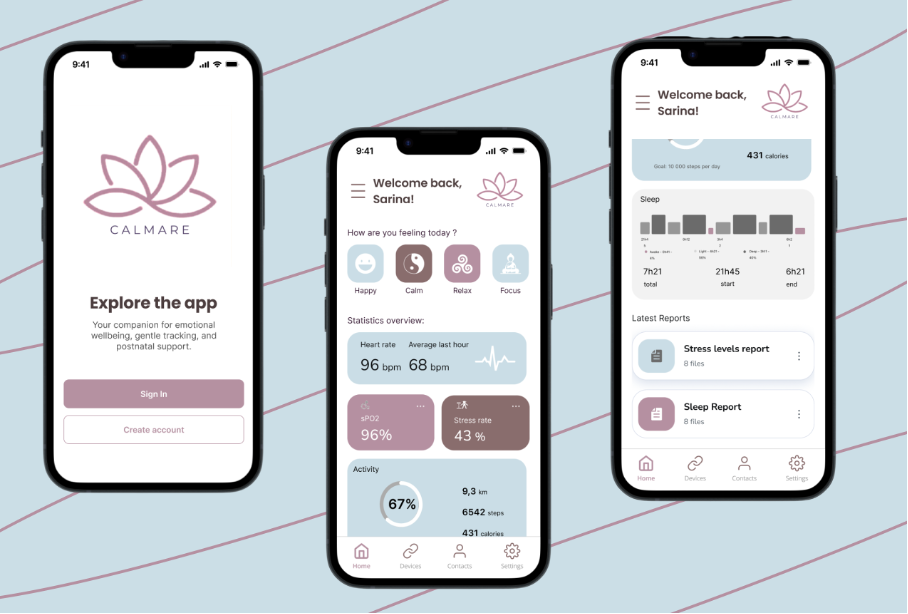 9:41
CALMARE
Explore the app
Your companion for emotional
wellbeing, gentle tracking, and
postnatal support.
Sign In
Create account
9:41
Welcome back,
Sarina!
CALMARE
How are you feeling today ?
Happy
Calm
Relax
Focus
Statistics overview:
Heart rate
Average last hour
96 bpm
68 bpm
...
sPO2
96%
...
Stress rate
43 %
Activity
67%
9,3 km
6542 steps
431 calories
Home
Devices
Contacts
Settings
9:41
Welcome back,
Sarina!
CALMARE
431 calories
Goal: 10 000 steps per day
Sleep
7h21
total
21h45
start
6h21
end
Latest Reports
Stress levels report
8 files
Sleep Report
8 files
Home
Devices
Contacts
Settings